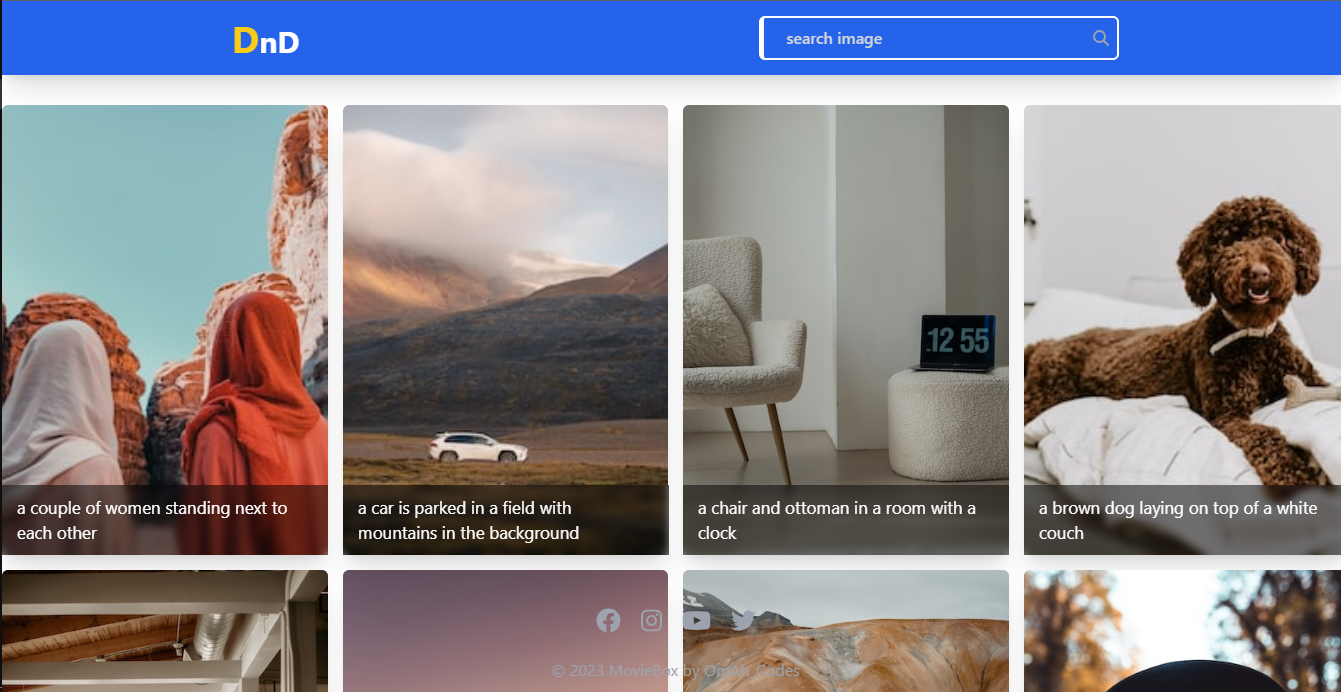 DnD
search image
12 55
a couple of women standing next to
each other
a car is parked in a field with
mountains in the background
a chair and ottoman in a room with a
clock
a brown dog laying on top of a white
couch
© 2023 MovieBox by Omah_Codes